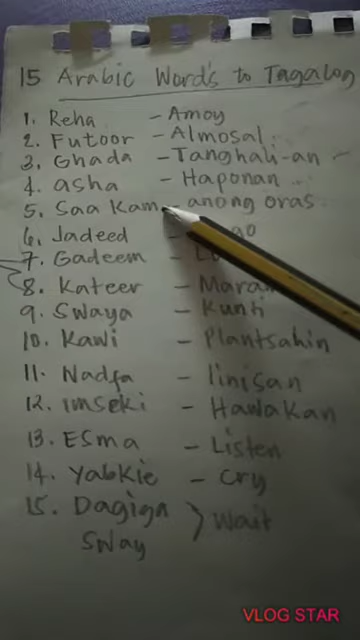 15 Arabic Word's to Tagalog
1. Reha - Amoy
2. Futoor - Almosal
3. Ghada - Tanghali-an
4. asha - Haponan
5. Saa Kam - anong oras
6. Jadeed -
7. Gadeem -
8. Kateer -
9. Swaya - Kunti
10. Kawi - Plantsahin
11. Nadfa - linisan
12. imseki - Hawakan
13. Esma - Listen
14. Yabkie - Cry
15. Dagiga > Wait
Sway
VLOG STAR